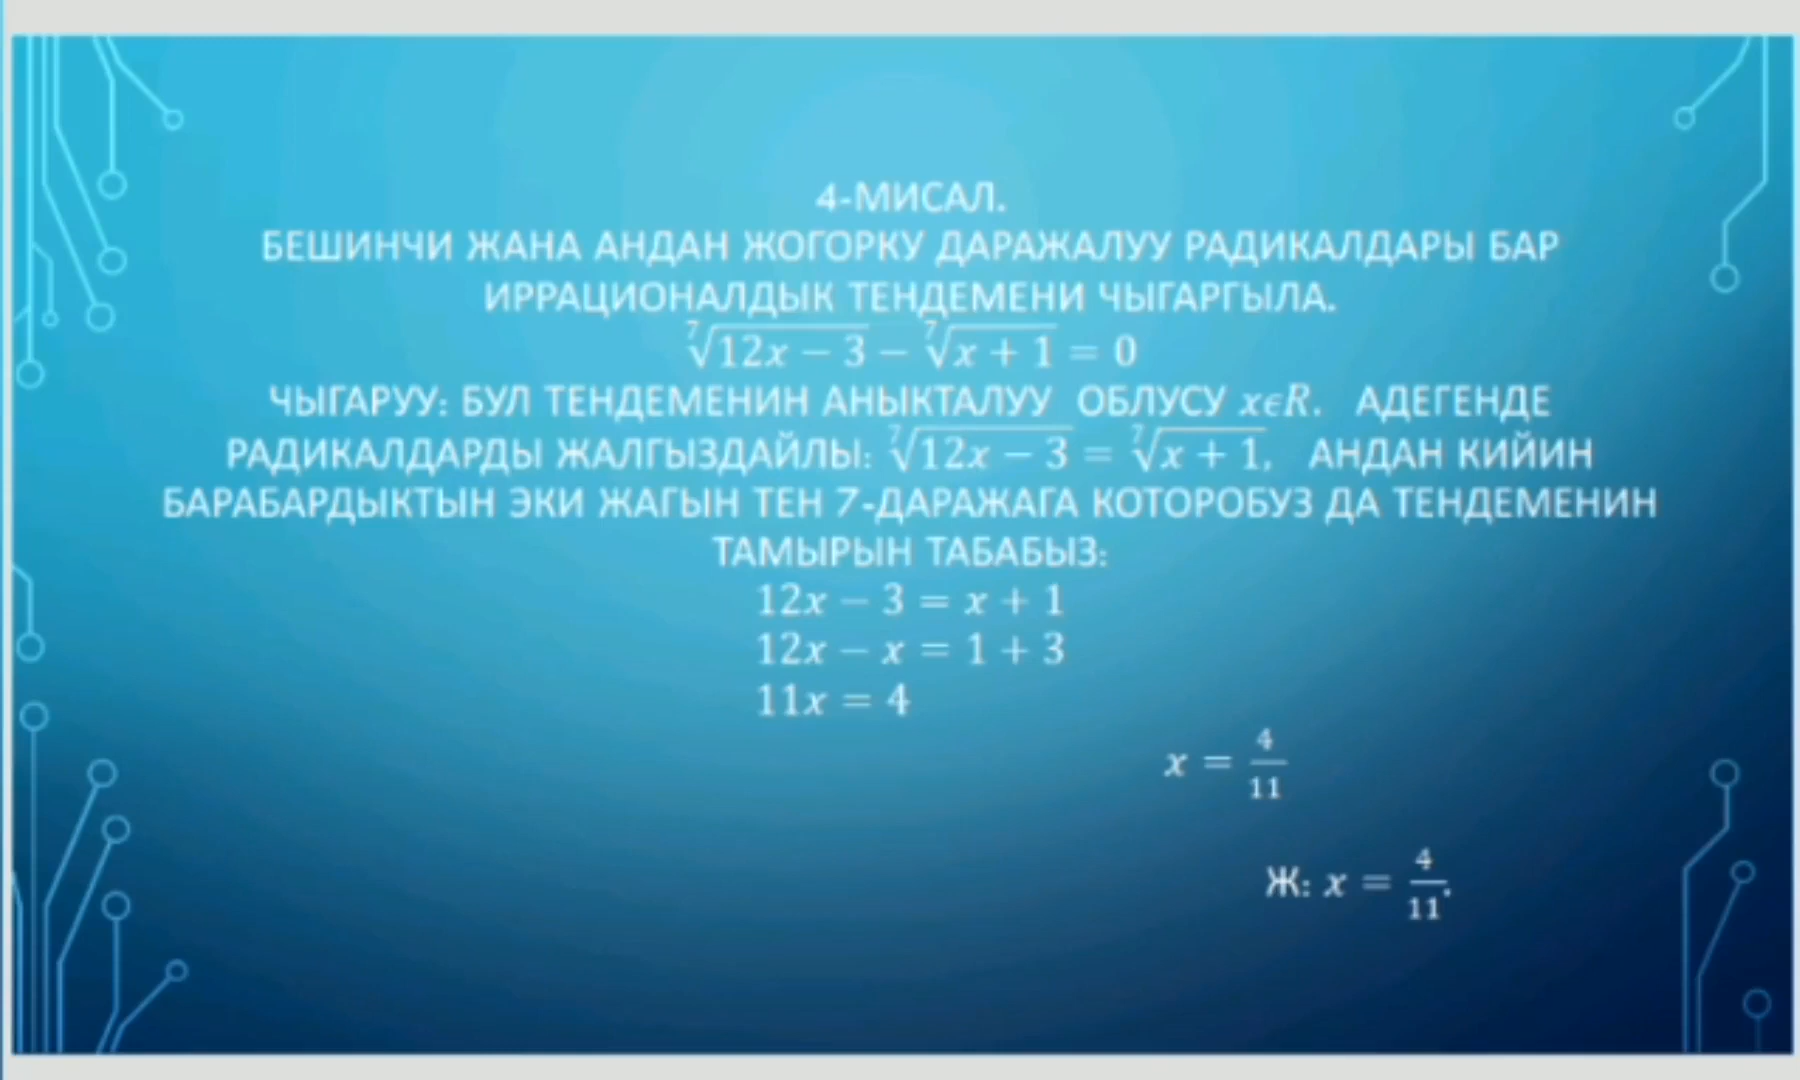 4-МИСАЛ.
БЕШИНЧИ ЖАНА АНДАН ЖОГОРКУ ДАРАЖАЛУУ РАДИКАЛДАРЫ БАР
ИРРАЦИОНАЛДЫК ТЕНДЕМЕНИ ЧЫГАРГЫЛА.
⁷√(12x − 3) − ⁷√(x + 1) = 0
ЧЫГАРУУ: БУЛ ТЕНДЕМЕНИН АНЫКТАЛУУ ОБЛУСУ xϵR. АДЕГЕНДЕ
РАДИКАЛДАРДЫ ЖАЛГЫЗДАЙЛЫ: ⁷√(12x − 3) = ⁷√(x + 1), АНДАН КИЙИН
БАРАБАРДЫКТЫН ЭКИ ЖАГЫН ТЕН 7-ДАРАЖАГА КОТОРОБУЗ ДА ТЕНДЕМЕНИН
ТАМЫРЫН ТАБАБЫЗ:
12x − 3 = x + 1
12x − x = 1 + 3
11x = 4
x = 4/11
Ж: x = 4/11.